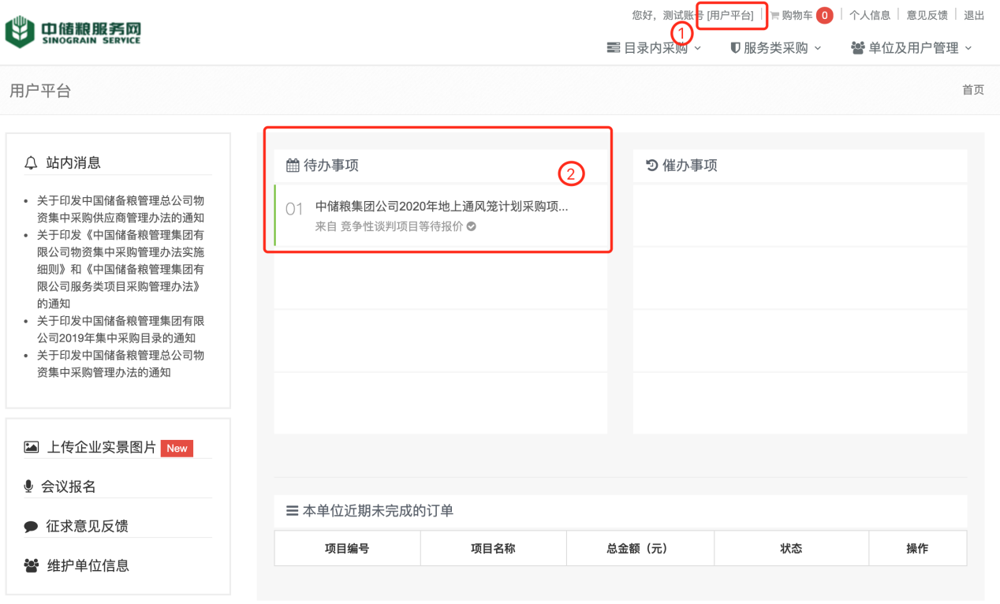 中储粮服务网
SINOGRAIN SERVICE
您好，测试账号 [用户平台] 购物车 0 个人信息 意见反馈 退出
1
目录内采购 服务类采购 单位及用户管理
用户平台
首页
站内消息
关于印发中国储备粮管理总公司物
资集中采购供应商管理办法的通知
关于印发《中国储备粮管理集团有
限公司物资集中采购管理办法实施
细则》和《中国储备粮管理集团有
限公司服务类项目采购管理办法》
的通知
关于印发中国储备粮管理集团有限
公司2019年集中采购目录的通知
关于印发中国储备粮管理总公司物
资集中采购管理办法的通知
上传企业实景图片 New
会议报名
征求意见反馈
维护单位信息
待办事项
2
01 中储粮集团公司2020年地上通风笼计划采购项...
来自 竞争性谈判项目等待报价
催办事项
本单位近期未完成的订单
项目编号 项目名称 总金额（元） 状态 操作